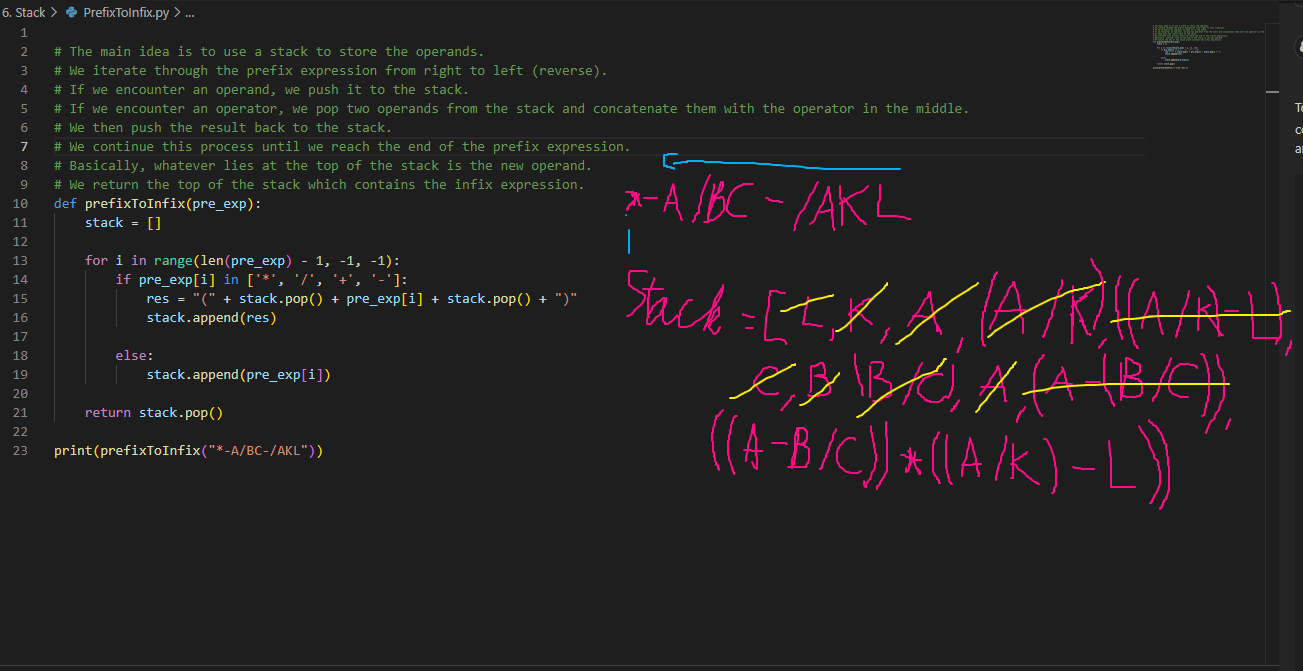 6. Stack > PrefixToInfix.py > ...
1
2 # The main idea is to use a stack to store the operands.
3 # We iterate through the prefix expression from right to left (reverse).
4 # If we encounter an operand, we push it to the stack.
5 # If we encounter an operator, we pop two operands from the stack and concatenate them with the operator in the middle.
6 # We then push the result back to the stack.
7 # We continue this process until we reach the end of the prefix expression.
8 # Basically, whatever lies at the top of the stack is the new operand.
9 # We return the top of the stack which contains the infix expression.
10 def prefixToInfix(pre_exp):
11     stack = []
12
13     for i in range(len(pre_exp) - 1, -1, -1):
14         if pre_exp[i] in ['*', '/', '+', '-']:
15             res = "(" + stack.pop() + pre_exp[i] + stack.pop() + ")"
16             stack.append(res)
17
18         else:
19             stack.append(pre_exp[i])
20
21     return stack.pop()
22
23 print(prefixToInfix("*-A/BC-/AKL"))
*-A/BC-/AKL
Stack = [L, K, A, (A/K), ((A/K)-L),
C, B, (B/C), A, (A-(B/C)),
((A-B/C))*((A/K)-L))